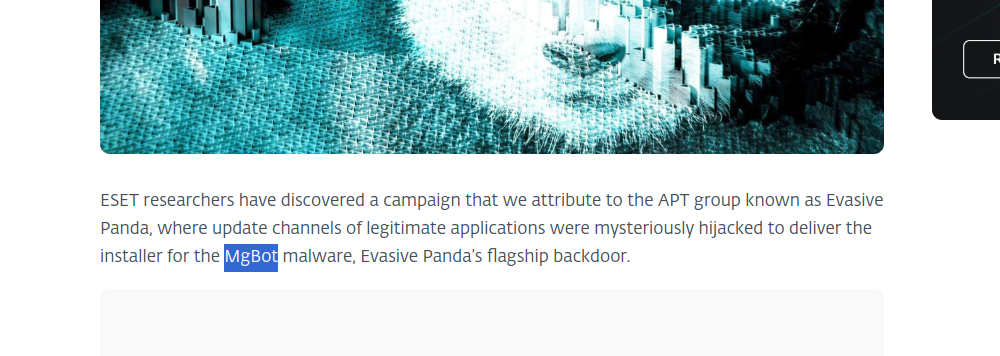 ESET researchers have discovered a campaign that we attribute to the APT group known as Evasive
Panda, where update channels of legitimate applications were mysteriously hijacked to deliver the
installer for the MgBot malware, Evasive Panda’s flagship backdoor.